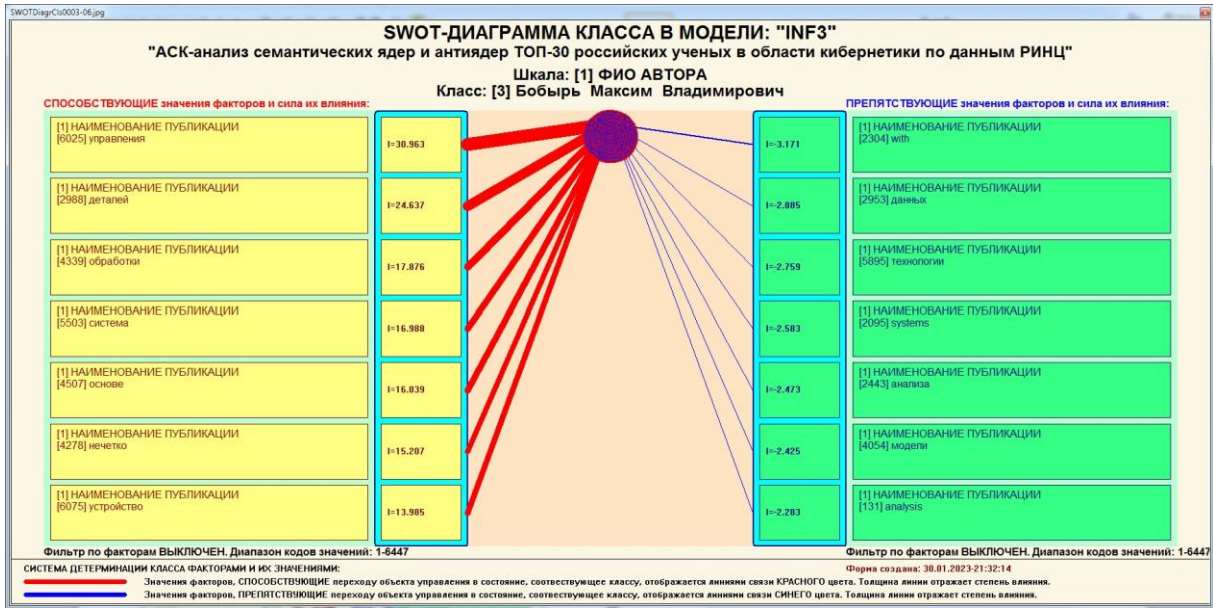 SWOTDiagrCls0003-06.jpg
SWOT-ДИАГРАММА КЛАССА В МОДЕЛИ: "INF3"
"АСК-анализ семантических ядер и антиядер ТОП-30 российских ученых в области кибернетики по данным РИНЦ"
Шкала: [1] ФИО АВТОРА
Класс: [3] Бобырь Максим Владимирович
СПОСОБСТВУЮЩИЕ значения факторов и сила их влияния:
[1] НАИМЕНОВАНИЕ ПУБЛИКАЦИИ
[6025] управления
I=30.963
[1] НАИМЕНОВАНИЕ ПУБЛИКАЦИИ
[2988] деталей
I=24.637
[1] НАИМЕНОВАНИЕ ПУБЛИКАЦИИ
[4339] обработки
I=17.876
[1] НАИМЕНОВАНИЕ ПУБЛИКАЦИИ
[5503] система
I=16.988
[1] НАИМЕНОВАНИЕ ПУБЛИКАЦИИ
[4507] основе
I=16.039
[1] НАИМЕНОВАНИЕ ПУБЛИКАЦИИ
[4278] нечетко
I=15.207
[1] НАИМЕНОВАНИЕ ПУБЛИКАЦИИ
[6075] устройство
I=13.985
Фильтр по факторам ВЫКЛЮЧЕН. Диапазон кодов значений: 1-6447
ПРЕПЯТСТВУЮЩИЕ значения факторов и сила их влияния:
I=-3.171
[1] НАИМЕНОВАНИЕ ПУБЛИКАЦИИ
[2304] with
I=-2.885
[1] НАИМЕНОВАНИЕ ПУБЛИКАЦИИ
[2953] данных
I=-2.759
[1] НАИМЕНОВАНИЕ ПУБЛИКАЦИИ
[5895] технологии
I=-2.583
[1] НАИМЕНОВАНИЕ ПУБЛИКАЦИИ
[2095] systems
I=-2.473
[1] НАИМЕНОВАНИЕ ПУБЛИКАЦИИ
[2443] анализа
I=-2.425
[1] НАИМЕНОВАНИЕ ПУБЛИКАЦИИ
[4054] модели
I=-2.283
[1] НАИМЕНОВАНИЕ ПУБЛИКАЦИИ
[131] analysis
Фильтр по факторам ВЫКЛЮЧЕН. Диапазон кодов значений: 1-6447
СИСТЕМА ДЕТЕРМИНАЦИИ КЛАССА ФАКТОРАМИ И ИХ ЗНАЧЕНИЯМИ:
Форма создана: 30.01.2023-21:32:14
Значения факторов, СПОСОБСТВУЮЩИЕ переходу объекта управления в состояние, соотвествующее классу, отображается линиями связи КРАСНОГО цвета. Толщина линии отражает степень влияния.
Значения факторов, ПРЕПЯТСТВУЮЩИЕ переходу объекта управления в состояние, соотвествующее классу, отображается линиями связи СИНЕГО цвета. Толщина линии отражает степень влияния.